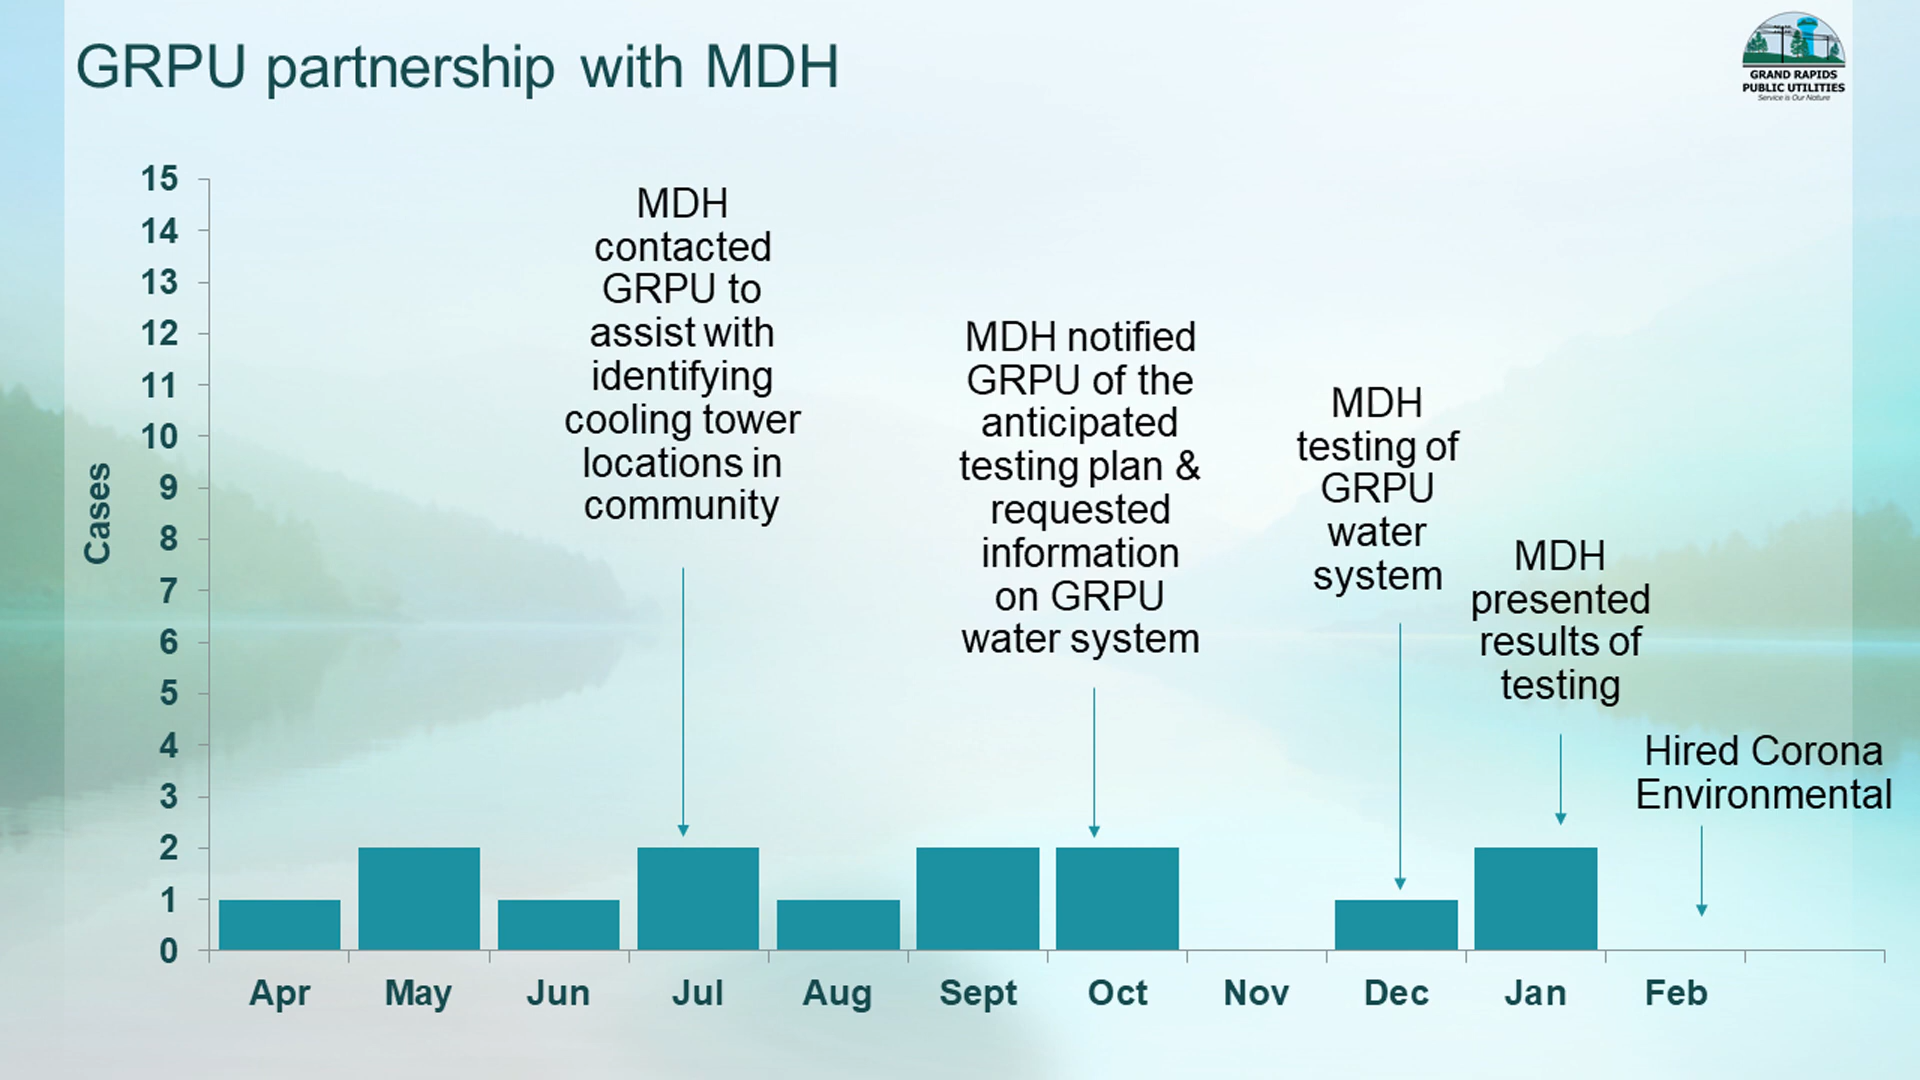 GRPU partnership with MDH
GRAND RAPIDS
PUBLIC UTILITIES
Service is Our Nature
15
14
13
12
11
10
9
8
7
6
5
4
3
2
1
0
Cases
MDH
contacted
GRPU to
assist with
identifying
cooling tower
locations in
community
MDH notified
GRPU of the
anticipated
testing plan &
requested
information
on GRPU
water system
MDH
testing of
GRPU
water
system
MDH
presented
results of
testing
Hired Corona
Environmental
Apr May Jun Jul Aug Sept Oct Nov Dec Jan Feb